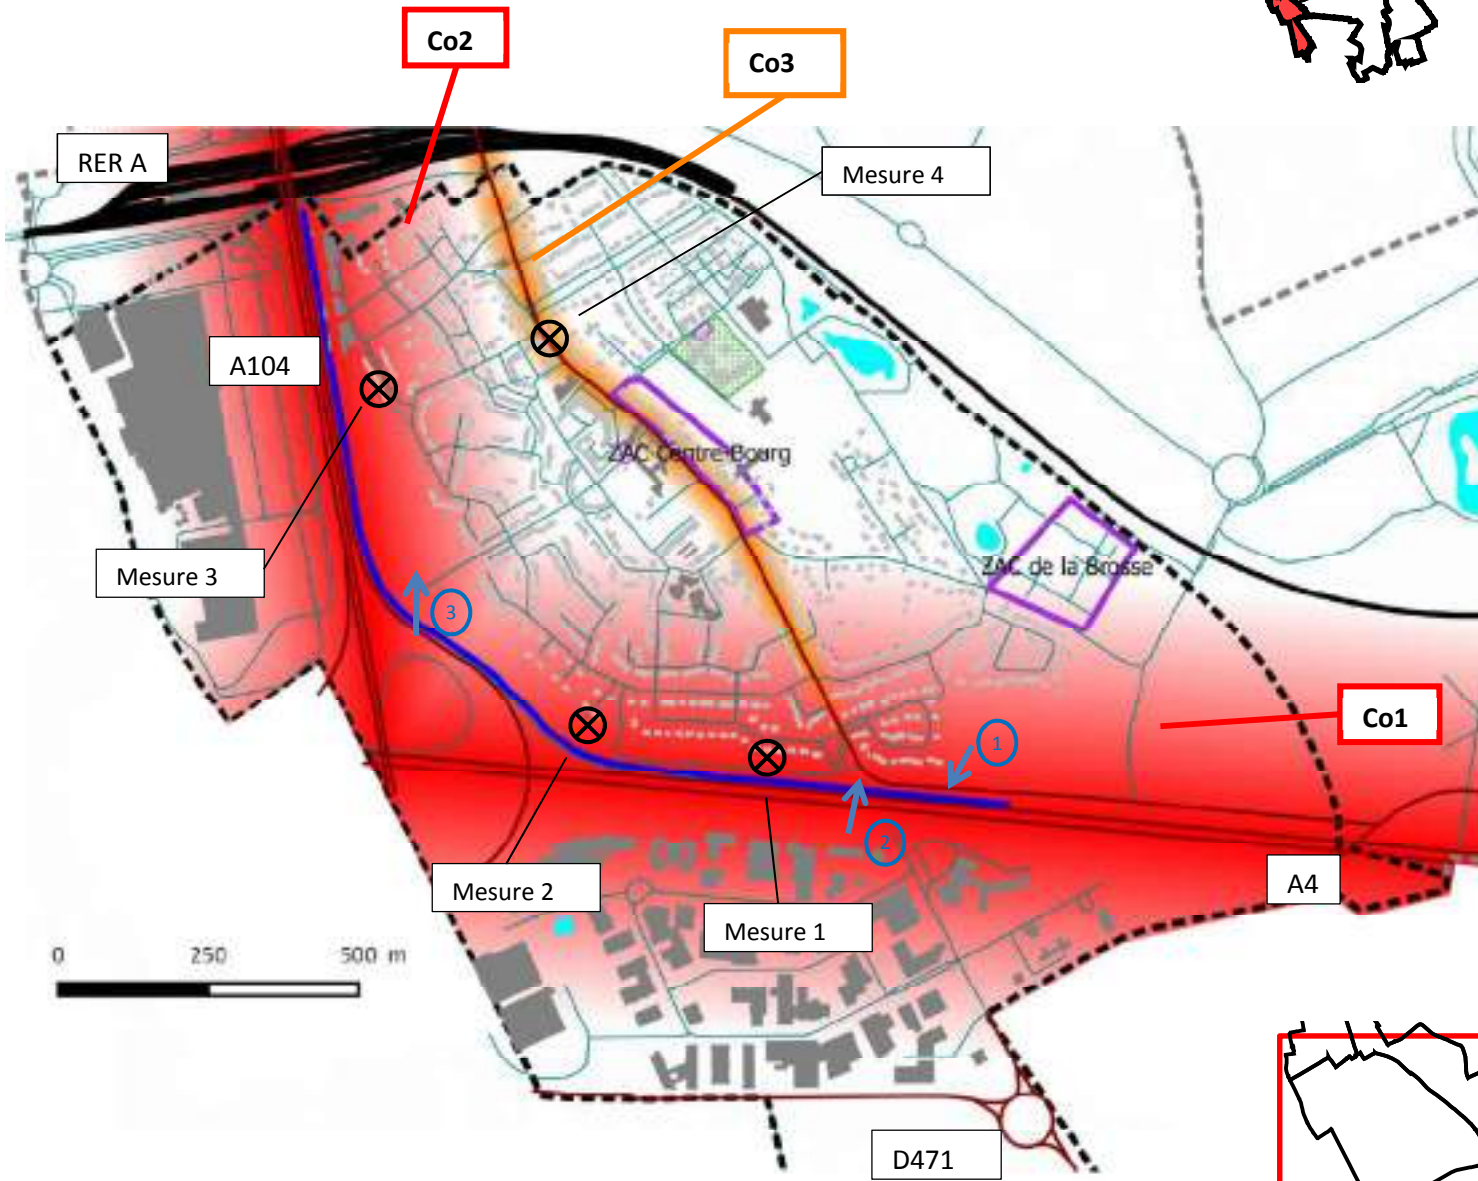 Co2
Co3
RER A
Mesure 4
A104
ZAC Centre-Bourg
Mesure 3
ZAC de la Brosse
3
Co1
1
2
A4
Mesure 2
Mesure 1
0 250 500 m
D471